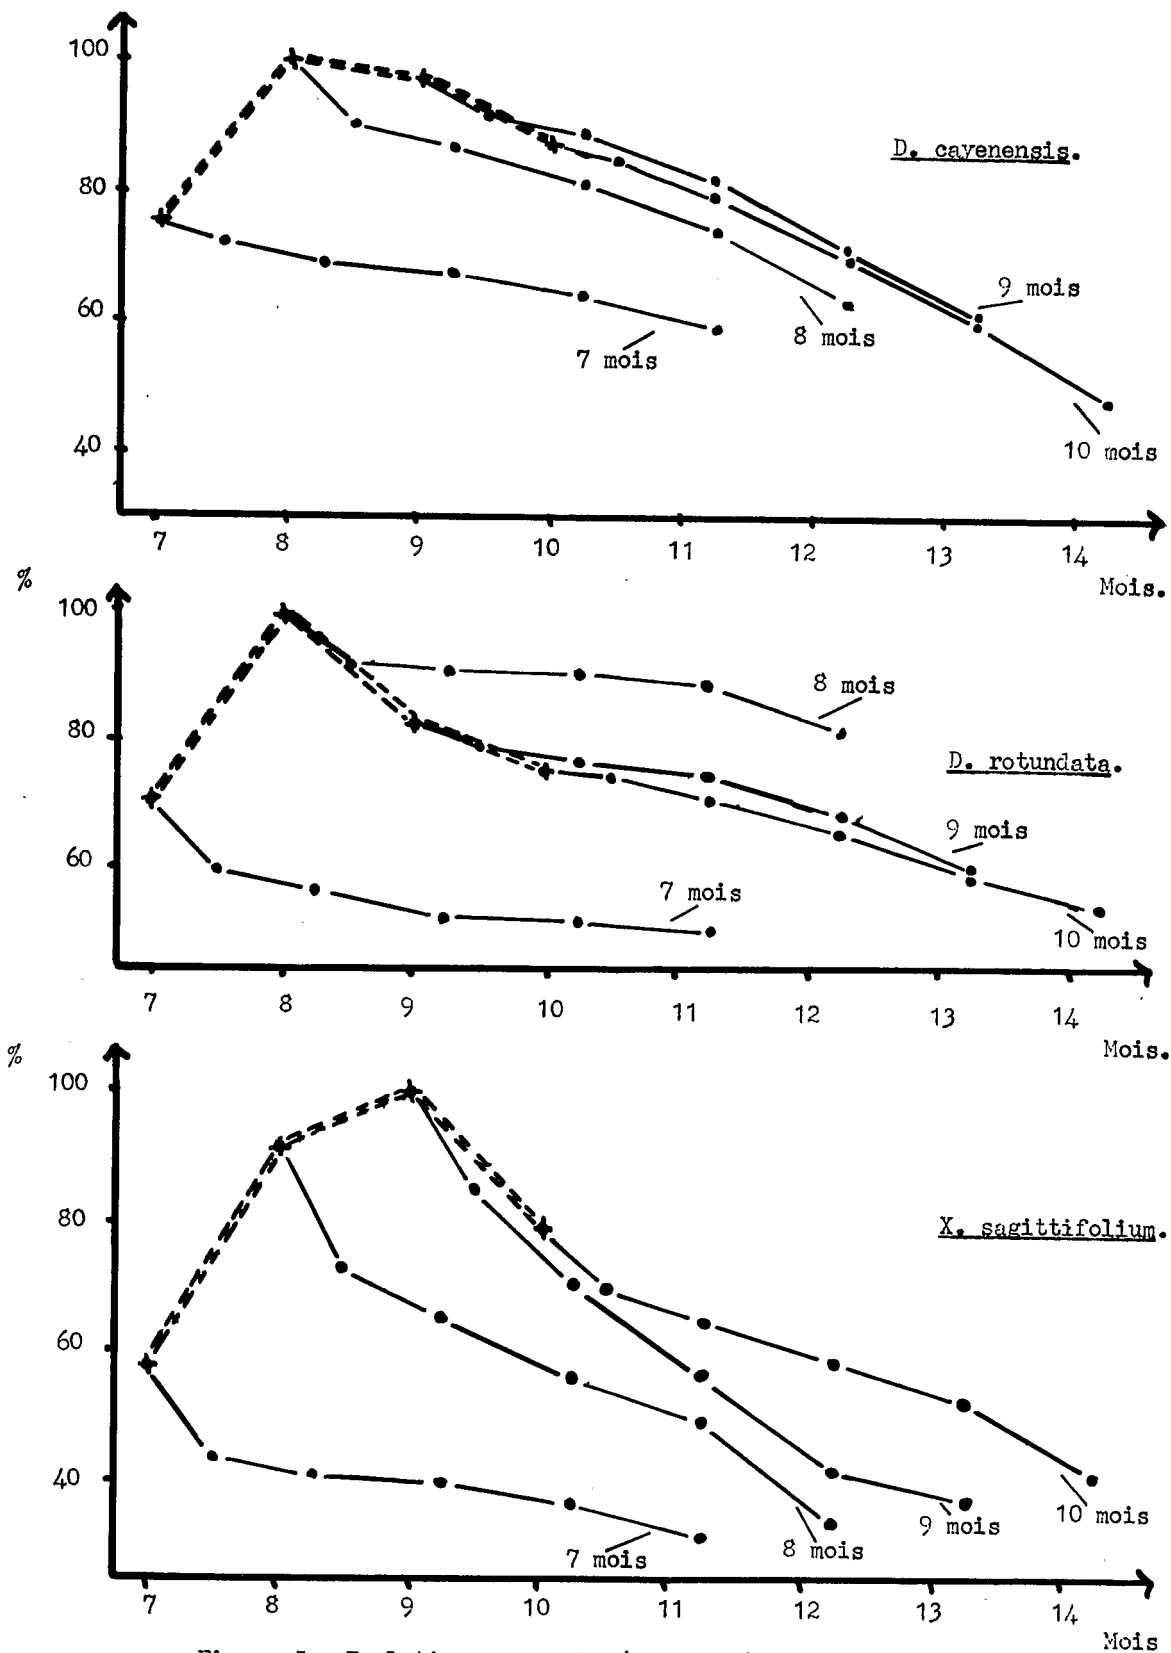 100
D. cayenensis.
80
9 mois
60
8 mois
7 mois
40
10 mois
7 8 9 10 11 12 13 14
Mois.
%
100
8 mois
80
D. rotundata.
9 mois
60
7 mois
10 mois
7 8 9 10 11 12 13 14
Mois.
%
100
80
X. sagittifolium.
60
40
10 mois
9 mois
8 mois
7 mois
7 8 9 10 11 12 13 14
Mois